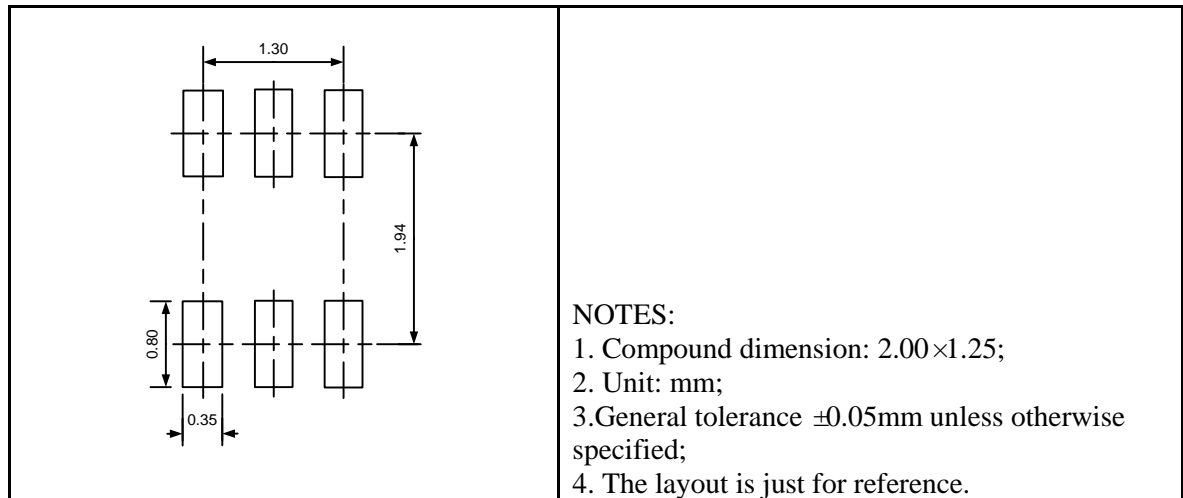 1.30
1.94
0.80
0.35
NOTES:
1. Compound dimension: 2.00×1.25;
2. Unit: mm;
3.General tolerance ±0.05mm unless otherwise
specified;
4. The layout is just for reference.